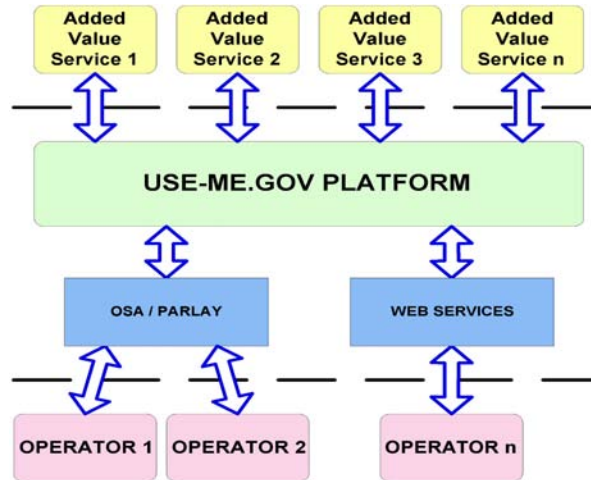 Added
Value
Service 1
Added
Value
Service 2
Added
Value
Service 3
Added
Value
Service n
USE-ME.GOV PLATFORM
OSA / PARLAY
WEB SERVICES
OPERATOR 1
OPERATOR 2
OPERATOR n